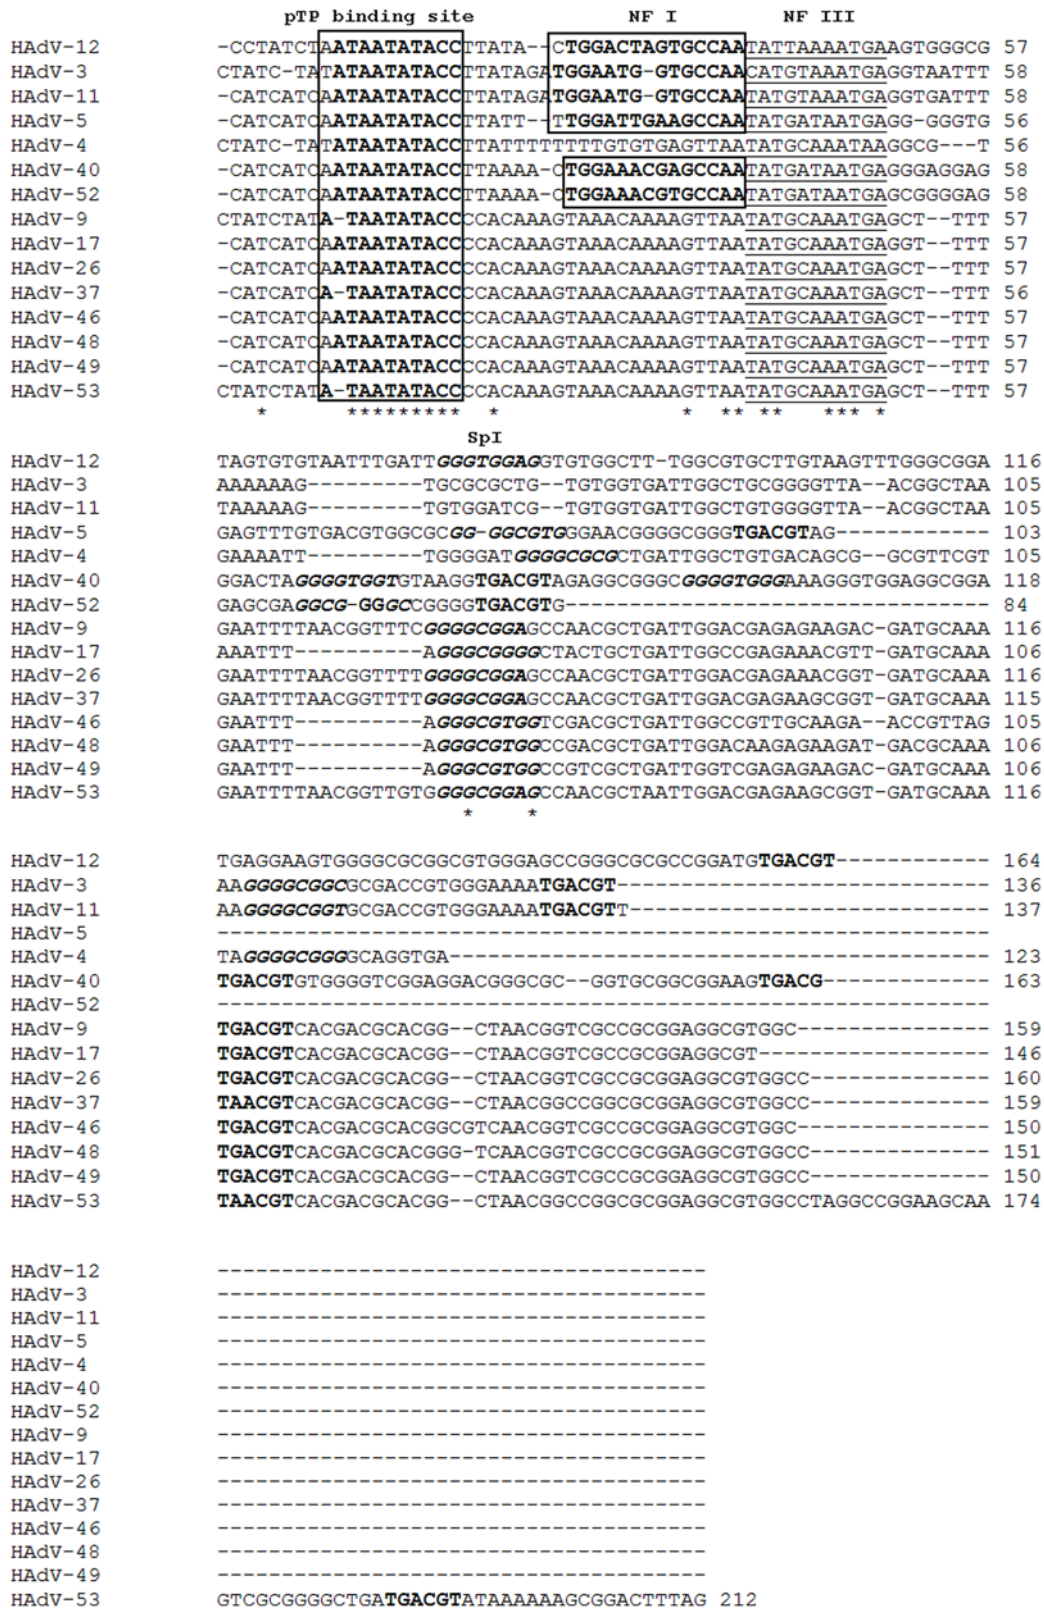 pTP binding site NF I NF III
HAdV-12 -CCTATCTAATAATATACCTTATA--CTGGACTAGTGCCAATATTAAAATGAAGTGGGCG 57
HAdV-3 CTATC-TATATAATATACCTTATAGATGGAATG-GTGCCAACATGTAAATGAGGTAATTT 58
HAdV-11 -CATCATCAATAATATACCTTATAGATGGAATG-GTGCCAATATGTAAATGAGGTGATTT 58
HAdV-5 -CATCATCAATAATATACCTTATT--TTGGATTGAAGCCAATATGATAATGAGG-GGGTG 56
HAdV-4 CTATC-TATATAATATACCTTATTTTTTTTGTGTGAGTTAATATGCAAATAAGGCG---T 56
HAdV-40 -CATCATCAATAATATACCTTAAAA-CTGGAAACGAGCCAATATGATAATGAGGGAGGAG 58
HAdV-52 -CATCATCAATAATATACCTTAAAA-CTGGAAACGTGCCAATATGATAATGAGCGGGGAG 58
HAdV-9 CTATCTATA-TAATATACCCCACAAAGTAAACAAAAGTTAATATGCAAATGAGCT--TTT 57
HAdV-17 -CATCATCAATAATATACCCCACAAAGTAAACAAAAGTTAATATGCAAATGAGGT--TTT 57
HAdV-26 -CATCATCAATAATATACCCCACAAAGTAAACAAAAGTTAATATGCAAATGAGCT--TTT 57
HAdV-37 -CATCATCA-TAATATACCCCACAAAGTAAACAAAAGTTAATATGCAAATGAGCT--TTT 56
HAdV-46 -CATCATCAATAATATACCCCACAAAGTAAACAAAAGTTAATATGCAAATGAGCT--TTT 57
HAdV-48 -CATCATCAATAATATACCCCACAAAGTAAACAAAAGTTAATATGCAAATGAGCT--TTT 57
HAdV-49 -CATCATCAATAATATACCCCACAAAGTAAACAAAAGTTAATATGCAAATGAGCT--TTT 57
HAdV-53 CTATCTATA-TAATATACCCCACAAAGTAAACAAAAGTTAATATGCAAATGAGCT--TTT 57
* ********* * * ** ** *** *
SpI
HAdV-12 TAGTGTGTAATTTGATTGGGTGGAGGTGTGGCTT-TGGCGTGCTTGTAAGTTTGGGCGGA 116
HAdV-3 AAAAAAG---------TGCGCGCTG--TGTGGTGATTGGCTGCGGGGTTA--ACGGCTAA 105
HAdV-11 TAAAAAG---------TGTGGATCG--TGTGGTGATTGGCTGTGGGGTTA--ACGGCTAA 105
HAdV-5 GAGTTTGTGACGTGGCGCGG-GGCGTGGGAACGGGGCGGGTGACGTAG------------ 103
HAdV-4 GAAAATT---------TGGGGATGGGGCGCGCTGATTGGCTGTGACAGCG--GCGTTCGT 105
HAdV-40 GGACTAGGGGTGGTGTAAGGTGACGTAGAGGCGGGCGGGGTGGGAAAGGGTGGAGGCGGA 118
HAdV-52 GAGCGAGGCG-GGGCCGGGGTGACGTG--------------------------------- 84
HAdV-9 GAATTTTAACGGTTTCGGGGCGGAGCCAACGCTGATTGGACGAGAGAAGAC-GATGCAAA 116
HAdV-17 AAATTT----------AGGGCGGGGCTACTGCTGATTGGCCGAGAAACGTT-GATGCAAA 106
HAdV-26 GAATTTTAACGGTTTTGGGGCGGAGCCAACGCTGATTGGACGAGAAACGGT-GATGCAAA 116
HAdV-37 GAATTTTAACGGTTTTGGGGCGGAGCCAACGCTGATTGGACGAGAAGCGGT-GATGCAAA 115
HAdV-46 GAATTT----------AGGGCGTGGTCGACGCTGATTGGCCGTTGCAAGA--ACCGTTAG 105
HAdV-48 GAATTT----------AGGGCGTGGCCGACGCTGATTGGACAAGAGAAGAT-GACGCAAA 106
HAdV-49 GAATTT----------AGGGCGTGGCCGTCGCTGATTGGTCGAGAGAAGAC-GATGCAAA 106
HAdV-53 GAATTTTAACGGTTGTGGGGCGGAGCCAACGCTAATTGGACGAGAAGCGGT-GATGCAAA 116
* *
HAdV-12 TGAGGAAGTGGGGCGCGGCGTGGGAGCCGGGCGCGCCGGATGTGACGT------------ 164
HAdV-3 AAGGGGCGGCGCGACCGTGGGAAAATGACGT----------------------------- 136
HAdV-11 AAGGGGCGGTGCGACCGTGGGAAAATGACGTT---------------------------- 137
HAdV-5 ------------------------------------------------------------
HAdV-4 TAGGGGCGGGGCAGGTGA------------------------------------------ 123
HAdV-40 TGACGTGTGGGGTCGGAGGACGGGCGC--GGTGCGGCGGAAGTGACG------------- 163
HAdV-52 ------------------------------------------------------------
HAdV-9 TGACGTCACGACGCACGG--CTAACGGTCGCCGCGGAGGCGTGGC--------------- 159
HAdV-17 TGACGTCACGACGCACGG--CTAACGGTCGCCGCGGAGGCGT------------------ 146
HAdV-26 TGACGTCACGACGCACGG--CTAACGGTCGCCGCGGAGGCGTGGCC-------------- 160
HAdV-37 TAACGTCACGACGCACGG--CTAACGGCCGGCGCGGAGGCGTGGCC-------------- 159
HAdV-46 TGACGTCACGACGCACGGCGTCAACGGTCGCCGCGGAGGCGTGGC--------------- 150
HAdV-48 TGACGTCACGACGCACGGG-TCAACGGTCGCCGCGGAGGCGTGGCC-------------- 151
HAdV-49 TGACGTCACGACGCACGG--CTAACGGTCGCCGCGGAGGCGTGGCC-------------- 150
HAdV-53 TAACGTCACGACGCACGG--CTAACGGCCGGCGCGGAGGCGTGGCCTAGGCCGGAAGCAA 174
HAdV-12 --------------------------------------
HAdV-3 --------------------------------------
HAdV-11 --------------------------------------
HAdV-5 --------------------------------------
HAdV-4 --------------------------------------
HAdV-40 --------------------------------------
HAdV-52 --------------------------------------
HAdV-9 --------------------------------------
HAdV-17 --------------------------------------
HAdV-26 --------------------------------------
HAdV-37 --------------------------------------
HAdV-46 --------------------------------------
HAdV-48 --------------------------------------
HAdV-49 --------------------------------------
HAdV-53 GTCGCGGGGCTGATGACGTATAAAAAAGCGGACTTTAG 212